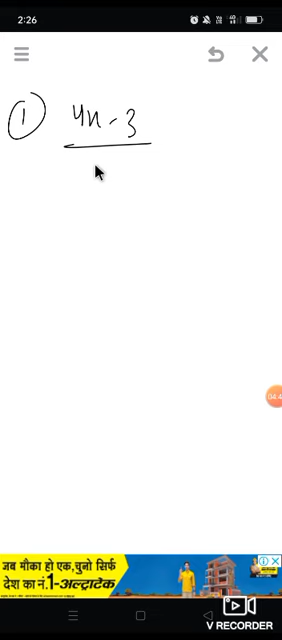 2:26
① 4n - 3
04:4
जब मौका हो एक,चुनो सिर्फ
देश का नं.1-अल्ट्राटेक
V RECORDER